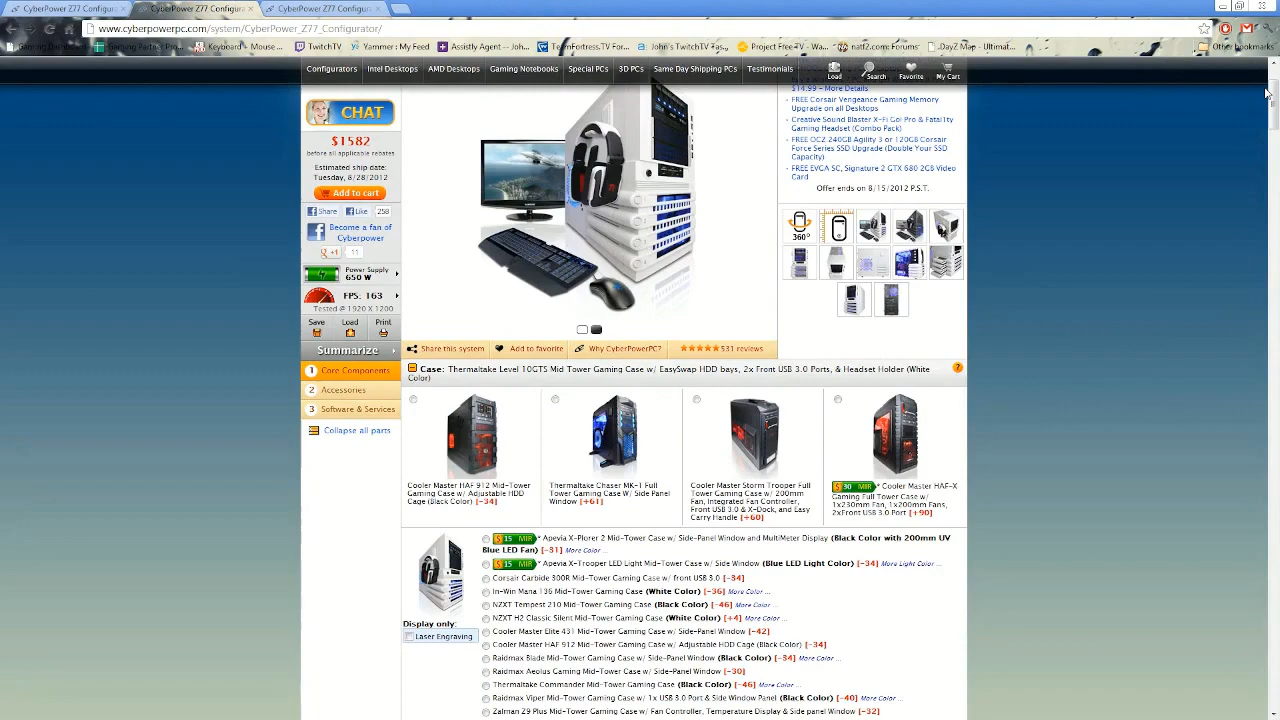 CyberPower Z77 Configura
CyberPower Z77 Configura
CyberPower Z77 Configura
www.cyberpowerpc.com/system/CyberPower_Z77_Configurator/
Gaming Dashboard
Gaming Partner Pro...
Keyboard - Mouse ...
TwitchTV
Yammer : My Feed
Assistly Agent -- Joh...
TeamFortress.TV For...
John's TwitchTV Pas...
Project Free TV - Wa...
natf2.com: Forums
DayZ Map - Ultimat...
Other bookmarks
Configurators
Intel Desktops
AMD Desktops
Gaming Notebooks
Special PCs
3D PCs
Same Day Shipping PCs
Testimonials
Load
Search
Favorite
My Cart
$14.99 - More Details
FREE Corsair Vengeance Gaming Memory
Upgrade on all Desktops
Creative Sound Blaster X-Fi Go! Pro & Fatal1ty
Gaming Headset (Combo Pack)
FREE OCZ 240GB Agility 3 or 120GB Corsair
Force Series SSD Upgrade (Double Your SSD
Capacity)
FREE EVGA SC, Signature 2 GTX 680 2GB Video
Card
Offer ends on 8/15/2012 P.S.T.
360°
CHAT
$1582
before all applicable rebates
Estimated ship date:
Tuesday, 8/28/2012
Add to cart
Share
Like
258
Become a fan of
Cyberpower
+1
11
Power Supply
650 W
FPS: 163
Tested @ 1920 X 1200
Save
Load
Print
Summarize
1 Core Components
2 Accessories
3 Software & Services
Collapse all parts
Share this system
Add to favorite
Why CyberPowerPC?
531 reviews
Case: Thermaltake Level 10GTS Mid Tower Gaming Case w/ EasySwap HDD bays, 2x Front USB 3.0 Ports, & Headset Holder (White
Color)
?
Cooler Master HAF 912 Mid-Tower
Gaming Case w/ Adjustable HDD
Cage (Black Color) [-34]
Thermaltake Chaser MK-1 Full
Tower Gaming Case W/ Side Panel
Window [+61]
Cooler Master Storm Trooper Full
Tower Gaming Case w/ 200mm
Fan, Integrated Fan Controller,
Front USB 3.0 & X-Dock, and Easy
Carry Handle [+60]
$ 30 MIR * Cooler Master HAF-X
Gaming Full Tower Case w/
1x230mm Fan, 1x200mm Fans,
2xFront USB 3.0 Port [+90]
$ 15 MIR * Apevia X-Plorer 2 Mid-Tower Case w/ Side-Panel Window and MultiMeter Display (Black Color with 200mm UV
Blue LED Fan) [-31] More Color ...
$ 15 MIR * Apevia X-Trooper LED Light Mid-Tower Case w/ Side Window (Blue LED Light Color) [-34] More Light Color ...
Corsair Carbide 300R Mid-Tower Gaming Case w/ front USB 3.0 [-34]
In-Win Mana 136 Mid-Tower Gaming Case (White Color) [-36] More Color ...
NZXT Tempest 210 Mid-Tower Gaming Case (Black Color) [-46] More Color ...
NZXT H2 Classic Silent Mid-Tower Gaming Case (White Color) [+4] More Color ...
Cooler Master Elite 431 Mid-Tower Gaming Case w/ Side-Panel Window [-42]
Cooler Master HAF 912 Mid-Tower Gaming Case w/ Adjustable HDD Cage (Black Color) [-34]
Raidmax Blade Mid-Tower Gaming Case w/ Side-Panel Window (Black Color) [-34] More Color ...
Raidmax Aeolus Gaming Case w/ Side-Panel Window [-30]
Thermaltake Commander Mid-Tower Gaming Case (Black Color) [-46] More Color ...
Raidmax Viper Mid-Tower Gaming Case w/ 1x USB 3.0 Port & Side Window Panel (Black Color) [-40] More Color ...
Zalman Z9 Plus Mid-Tower Gaming Case w/ Fan Controller, Temperature Display & Side panel Window [-32]
Display only:
Laser Engraving